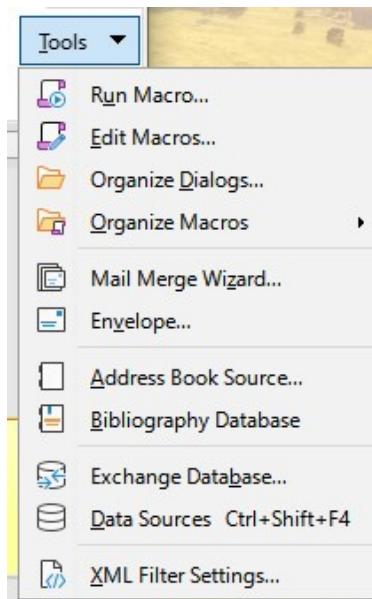 Tools
Run Macro...
Edit Macros...
Organize Dialogs...
Organize Macros
Mail Merge Wizard...
Envelope...
Address Book Source...
Bibliography Database
Exchange Database...
Data Sources Ctrl+Shift+F4
XML Filter Settings...